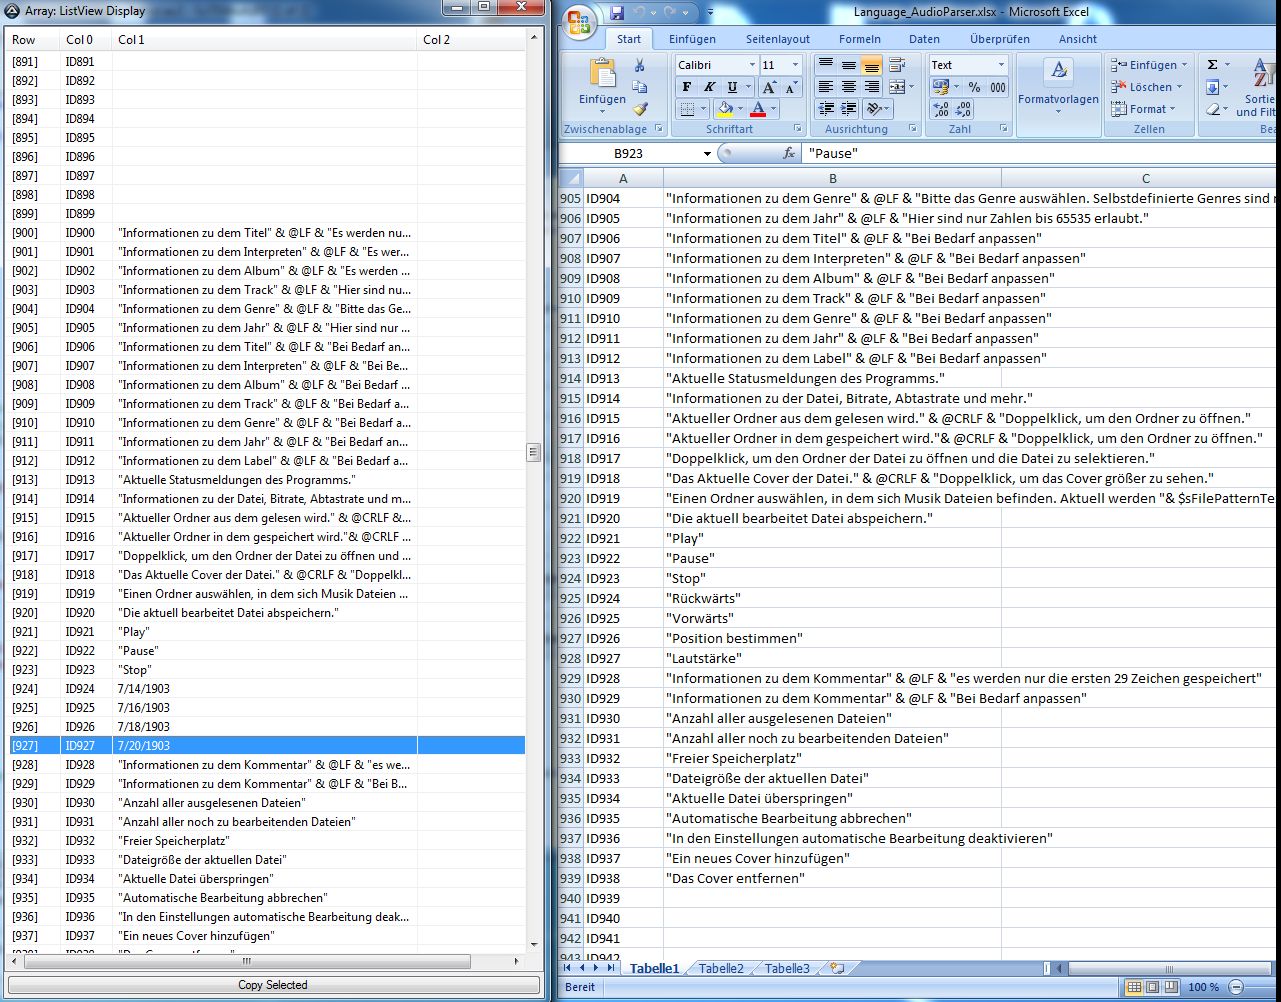 Array: ListView Display
Row Col 0 Col 1 Col 2
[891] ID891
[892] ID892
[893] ID893
[894] ID894
[895] ID895
[896] ID896
[897] ID897
[898] ID898
[899] ID899
[900] ID900 "Informationen zu dem Titel" & @LF & "Es werden nu...
[901] ID901 "Informationen zu dem Interpreten" & @LF & "Es wer...
[902] ID902 "Informationen zu dem Album" & @LF & "Es werden ...
[903] ID903 "Informationen zu dem Track" & @LF & "Hier sind nu...
[904] ID904 "Informationen zu dem Genre" & @LF & "Bitte das Ge...
[905] ID905 "Informationen zu dem Jahr" & @LF & "Hier sind nur ...
[906] ID906 "Informationen zu dem Titel" & @LF & "Bei Bedarf an...
[907] ID907 "Informationen zu dem Interpreten" & @LF & "Bei Be...
[908] ID908 "Informationen zu dem Album" & @LF & "Bei Bedarf ...
[909] ID909 "Informationen zu dem Track" & @LF & "Bei Bedarf a...
[910] ID910 "Informationen zu dem Genre" & @LF & "Bei Bedarf a...
[911] ID911 "Informationen zu dem Jahr" & @LF & "Bei Bedarf an...
[912] ID912 "Informationen zu dem Label" & @LF & "Bei Bedarf a...
[913] ID913 "Aktuelle Statusmeldungen des Programms."
[914] ID914 "Informationen zu der Datei, Bitrate, Abtastrate und m...
[915] ID915 "Aktueller Ordner aus dem gelesen wird." & @CRLF &...
[916] ID916 "Aktueller Ordner in dem gespeichert wird."& @CRLF ...
[917] ID917 "Doppelklick, um den Ordner der Datei zu öffnen und ...
[918] ID918 "Das Aktuelle Cover der Datei." & @CRLF & "Doppelkl...
[919] ID919 "Einen Ordner auswählen, in dem sich Musik Dateien ...
[920] ID920 "Die aktuell bearbeitet Datei abspeichern."
[921] ID921 "Play"
[922] ID922 "Pause"
[923] ID923 "Stop"
[924] ID924 7/14/1903
[925] ID925 7/16/1903
[926] ID926 7/18/1903
[927] ID927 7/20/1903
[928] ID928 "Informationen zu dem Kommentar" & @LF & "es we...
[929] ID929 "Informationen zu dem Kommentar" & @LF & "Bei B...
[930] ID930 "Anzahl aller ausgelesenen Dateien"
[931] ID931 "Anzahl aller noch zu bearbeitenden Dateien"
[932] ID932 "Freier Speicherplatz"
[933] ID933 "Dateigröße der aktuellen Datei"
[934] ID934 "Aktuelle Datei überspringen"
[935] ID935 "Automatische Bearbeitung abbrechen"
[936] ID936 "In den Einstellungen automatische Bearbeitung deak...
[937] ID937 "Ein neues Cover hinzufügen"
Copy Selected
Language_AudioParser.xlsx - Microsoft Excel
Start Einfügen Seitenlayout Formeln Daten Überprüfen Ansicht
Einfügen
Zwischenablage
Calibri 11
F K U A A
A
Schriftart
Ausrichtung
Text
% 000
Zahl
Formatvorlagen
Einfügen
Löschen
Format
Zellen
Σ
Sortie
und Filt
Bea
B923 fx "Pause"
A B C
905 ID904 "Informationen zu dem Genre" & @LF & "Bitte das Genre auswählen. Selbstdefinierte Genres sind
906 ID905 "Informationen zu dem Jahr" & @LF & "Hier sind nur Zahlen bis 65535 erlaubt."
907 ID906 "Informationen zu dem Titel" & @LF & "Bei Bedarf anpassen"
908 ID907 "Informationen zu dem Interpreten" & @LF & "Bei Bedarf anpassen"
909 ID908 "Informationen zu dem Album" & @LF & "Bei Bedarf anpassen"
910 ID909 "Informationen zu dem Track" & @LF & "Bei Bedarf anpassen"
911 ID910 "Informationen zu dem Genre" & @LF & "Bei Bedarf anpassen"
912 ID911 "Informationen zu dem Jahr" & @LF & "Bei Bedarf anpassen"
913 ID912 "Informationen zu dem Label" & @LF & "Bei Bedarf anpassen"
914 ID913 "Aktuelle Statusmeldungen des Programms."
915 ID914 "Informationen zu der Datei, Bitrate, Abtastrate und mehr."
916 ID915 "Aktueller Ordner aus dem gelesen wird." & @CRLF & "Doppelklick, um den Ordner zu öffnen."
917 ID916 "Aktueller Ordner in dem gespeichert wird."& @CRLF & "Doppelklick, um den Ordner zu öffnen."
918 ID917 "Doppelklick, um den Ordner der Datei zu öffnen und die Datei zu selektieren."
919 ID918 "Das Aktuelle Cover der Datei." & @CRLF & "Doppelklick, um das Cover größer zu sehen."
920 ID919 "Einen Ordner auswählen, in dem sich Musik Dateien befinden. Aktuell werden "& $sFilePatternTe
921 ID920 "Die aktuell bearbeitet Datei abspeichern."
922 ID921 "Play"
923 ID922 "Pause"
924 ID923 "Stop"
925 ID924 "Rückwärts"
926 ID925 "Vorwärts"
927 ID926 "Position bestimmen"
928 ID927 "Lautstärke"
929 ID928 "Informationen zu dem Kommentar" & @LF & "es werden nur die ersten 29 Zeichen gespeichert"
930 ID929 "Informationen zu dem Kommentar" & @LF & "Bei Bedarf anpassen"
931 ID930 "Anzahl aller ausgelesenen Dateien"
932 ID931 "Anzahl aller noch zu bearbeitenden Dateien"
933 ID932 "Freier Speicherplatz"
934 ID933 "Dateigröße der aktuellen Datei"
935 ID934 "Aktuelle Datei überspringen"
936 ID935 "Automatische Bearbeitung abbrechen"
937 ID936 "In den Einstellungen automatische Bearbeitung deaktivieren"
938 ID937 "Ein neues Cover hinzufügen"
939 ID938 "Das Cover entfernen"
940 ID939
941 ID940
942 ID941
943 ID942
Tabelle1 Tabelle2 Tabelle3
Bereit 100 %